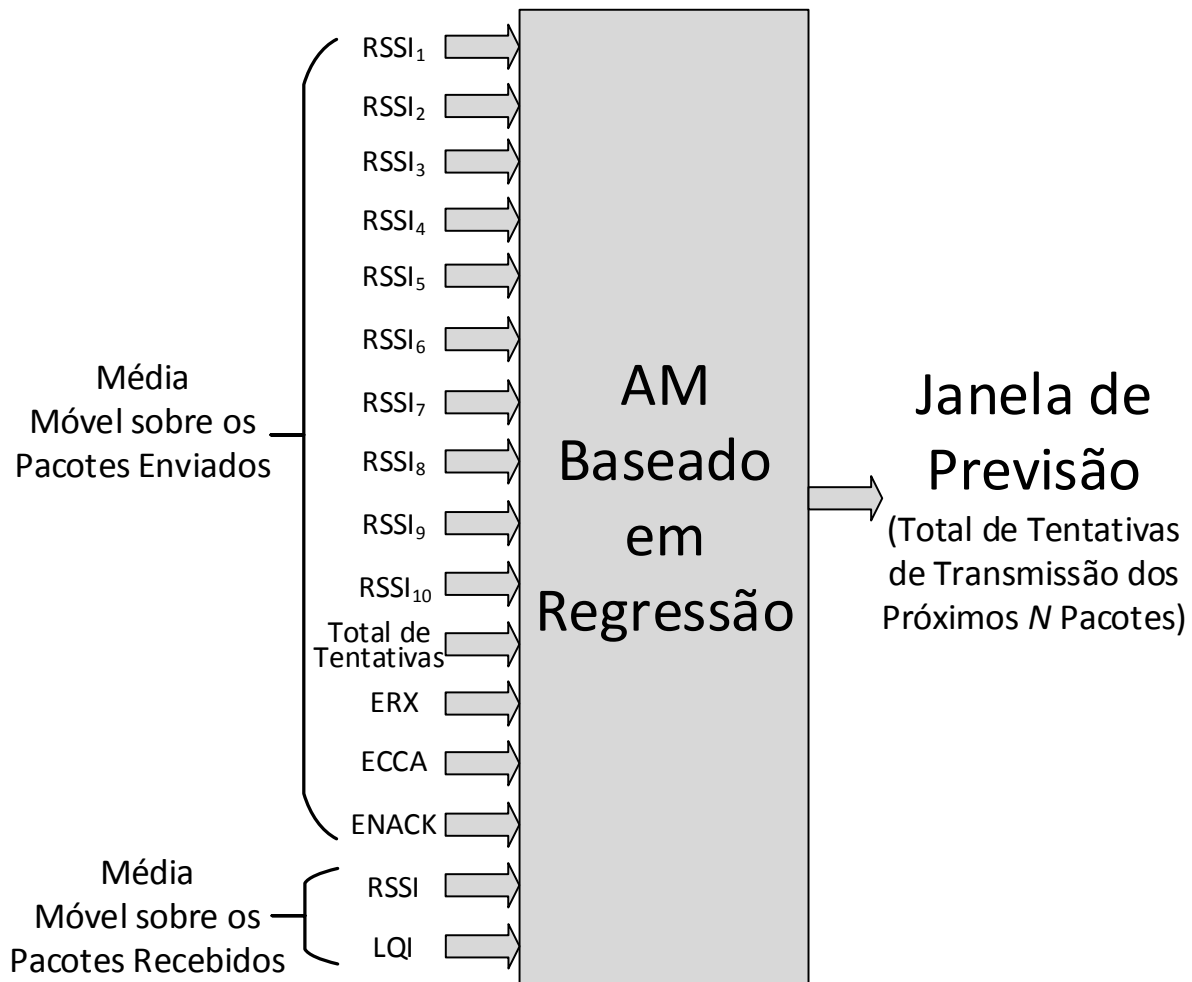 RSSI₁
RSSI₂
RSSI₃
RSSI₄
RSSI₅
RSSI₆
RSSI₇
RSSI₈
RSSI₉
RSSI₁₀
Total de
Tentativas
ERX
ECCA
ENACK
RSSI
LQI
Média
Móvel sobre os
Pacotes Enviados
Média
Móvel sobre os
Pacotes Recebidos
AM
Baseado
em
Regressão
Janela de
Previsão
(Total de Tentativas
de Transmissão dos
Próximos N Pacotes)